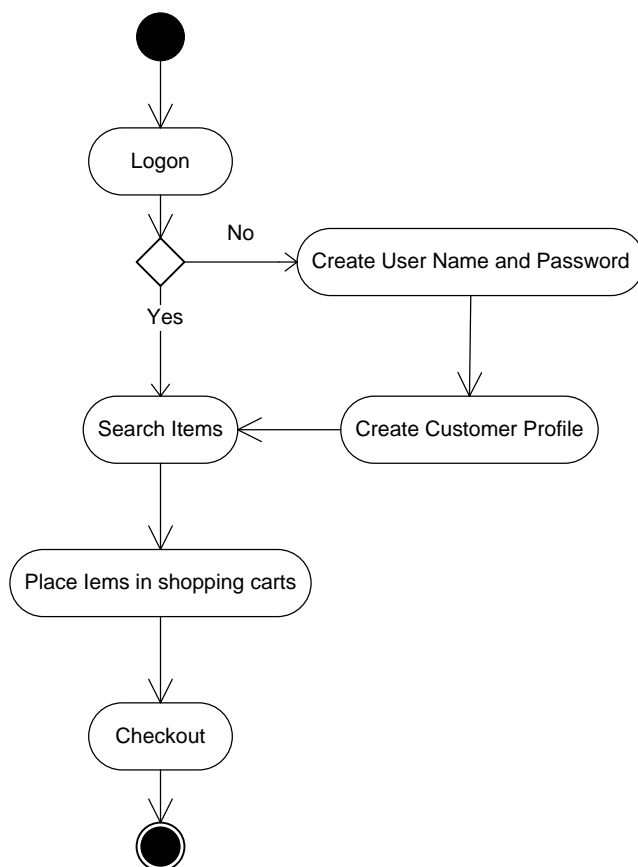 Logon
No
Create User Name and Password
Yes
Search Items
Create Customer Profile
Place Iems in shopping carts
Checkout